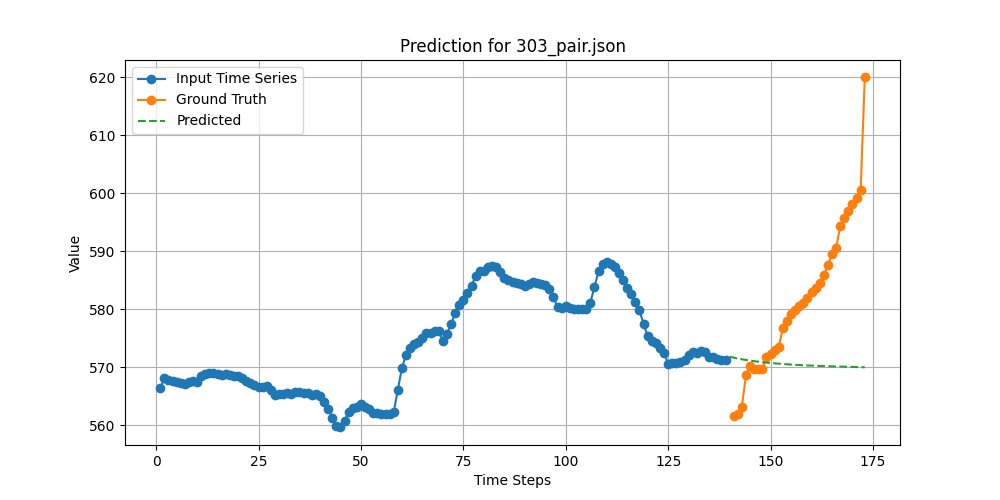 Prediction for 303_pair.json
Input Time Series
Ground Truth
Predicted
Value
620
610
600
590
580
570
560
0 25 50 75 100 125 150 175
Time Steps